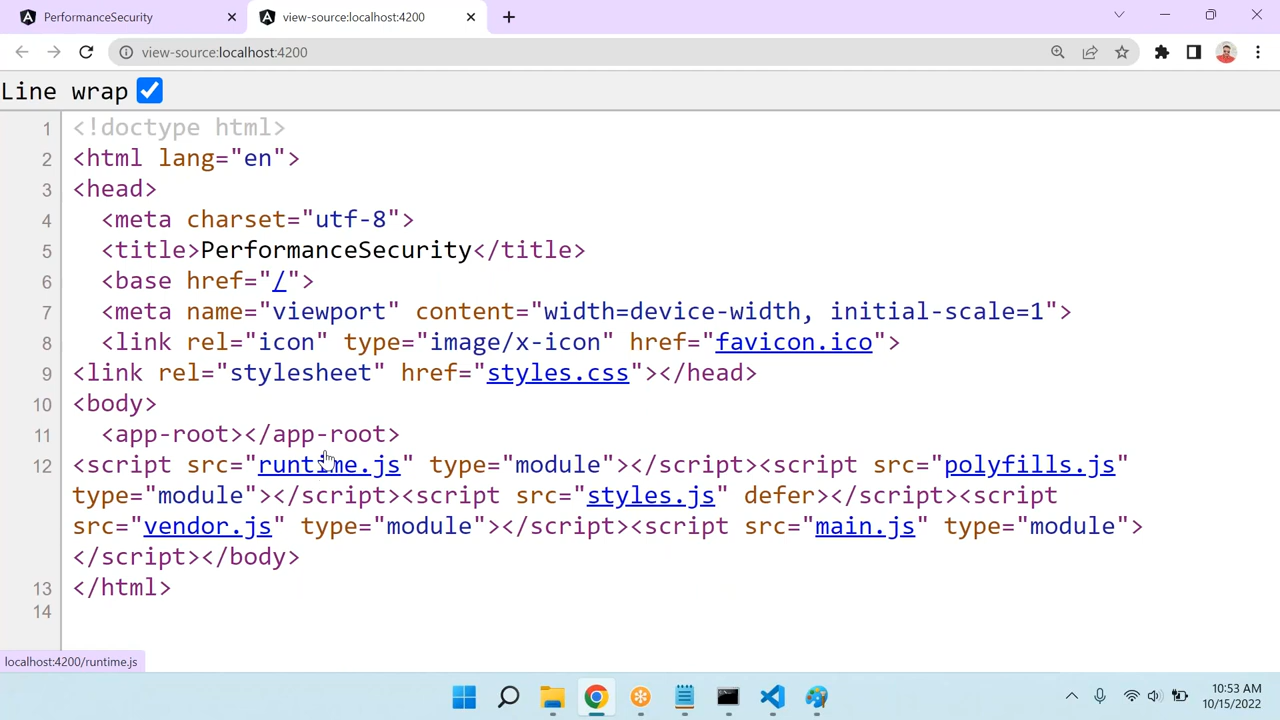 PerformanceSecurity
view-source:localhost:4200
view-source:localhost:4200
Line wrap
1 <!doctype html>
2 <html lang="en">
3 <head>
4 <meta charset="utf-8">
5 <title>PerformanceSecurity</title>
6 <base href="/">
7 <meta name="viewport" content="width=device-width, initial-scale=1">
8 <link rel="icon" type="image/x-icon" href="favicon.ico">
9 <link rel="stylesheet" href="styles.css"></head>
10 <body>
11 <app-root></app-root>
12 <script src="runtime.js" type="module"></script><script src="polyfills.js"
type="module"></script><script src="styles.js" defer></script><script
src="vendor.js" type="module"></script><script src="main.js" type="module">
</script></body>
13 </html>
14
localhost:4200/runtime.js
10:53 AM
10/15/2022